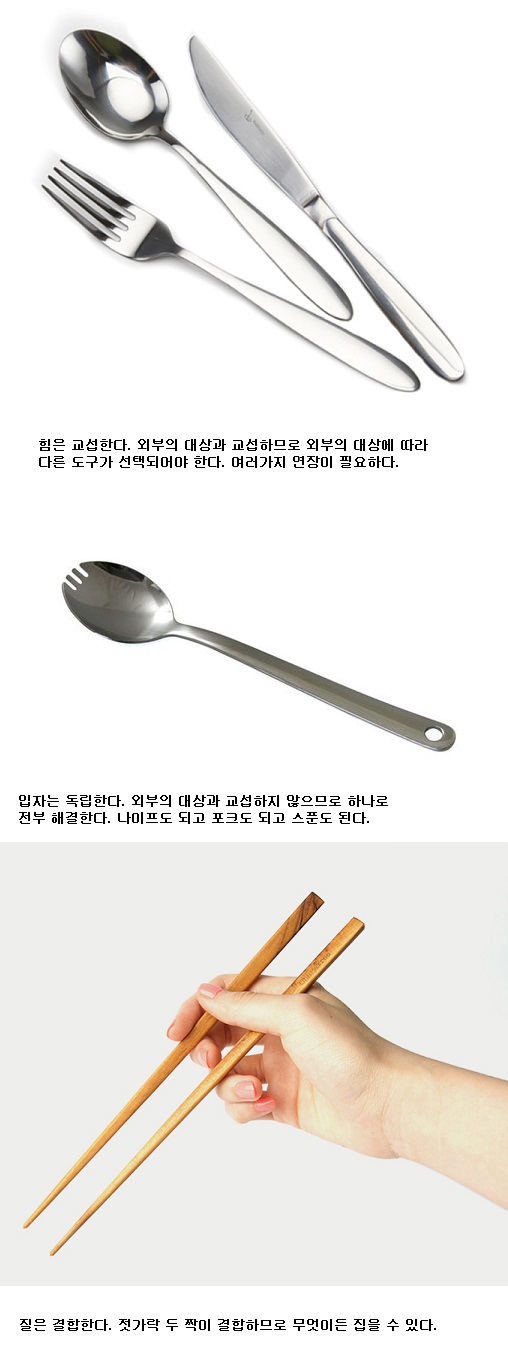 힘은 교섭한다. 외부의 대상과 교섭하므로 외부의 대상에 따라
다른 도구가 선택되어야 한다. 여러가지 연장이 필요하다.
입자는 독립한다. 외부의 대상과 교섭하지 않으므로 하나로
전부 해결한다. 나이프도 되고 포크도 되고 스푼도 된다.
질은 결합한다. 젓가락 두 짝이 결합하므로 무엇이든 집을 수 있다.